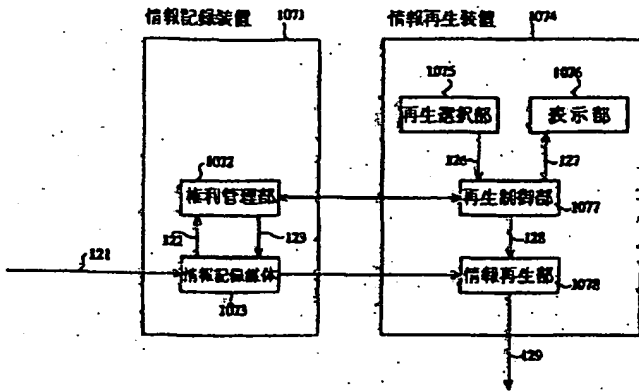 情報記録装置 1071
情報再生装置 1074
1075
1076
再生選択部
表示部
126
127
1072
権利管理部
再生制御部
1077
122
123
128
121
情報記録媒体
1073
情報再生部
1078
129